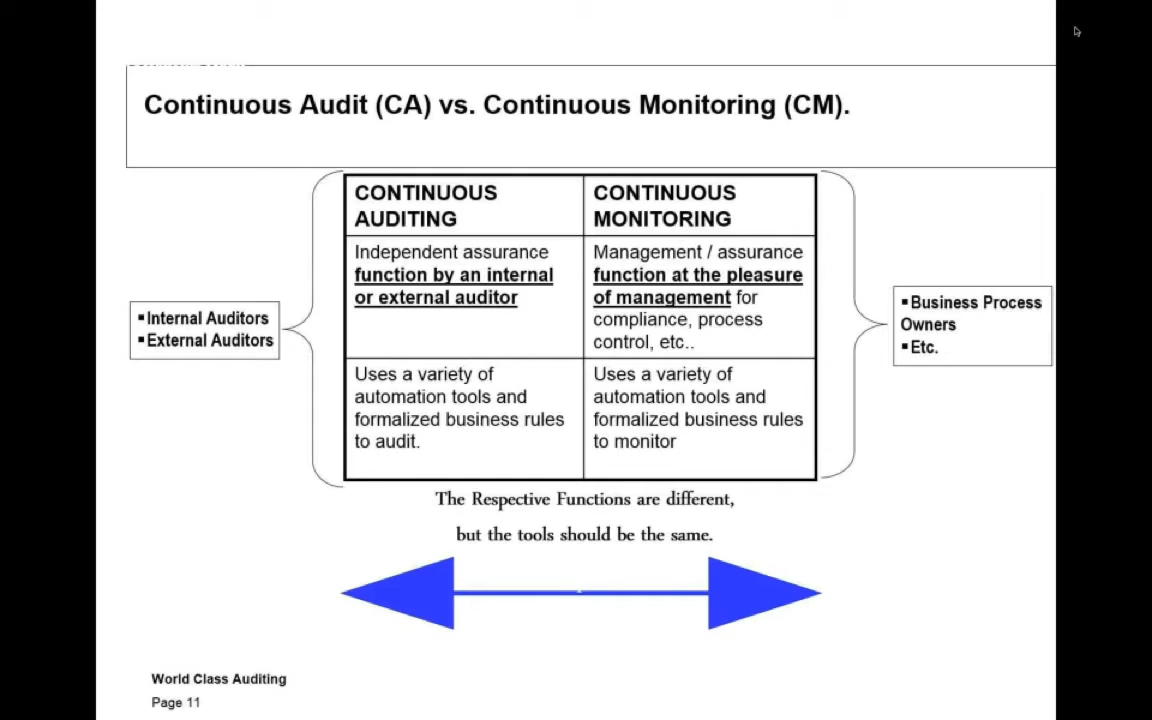 Continuous Audit (CA) vs. Continuous Monitoring (CM).
CONTINUOUS
AUDITING
CONTINUOUS
MONITORING
Independent assurance
function by an internal
or external auditor
Management / assurance
function at the pleasure
of management for
compliance, process
control, etc..
▪Internal Auditors
▪External Auditors
▪Business Process
Owners
▪Etc.
Uses a variety of
automation tools and
formalized business rules
to audit.
Uses a variety of
automation tools and
formalized business rules
to monitor
The Respective Functions are different,
but the tools should be the same.
World Class Auditing
Page 11